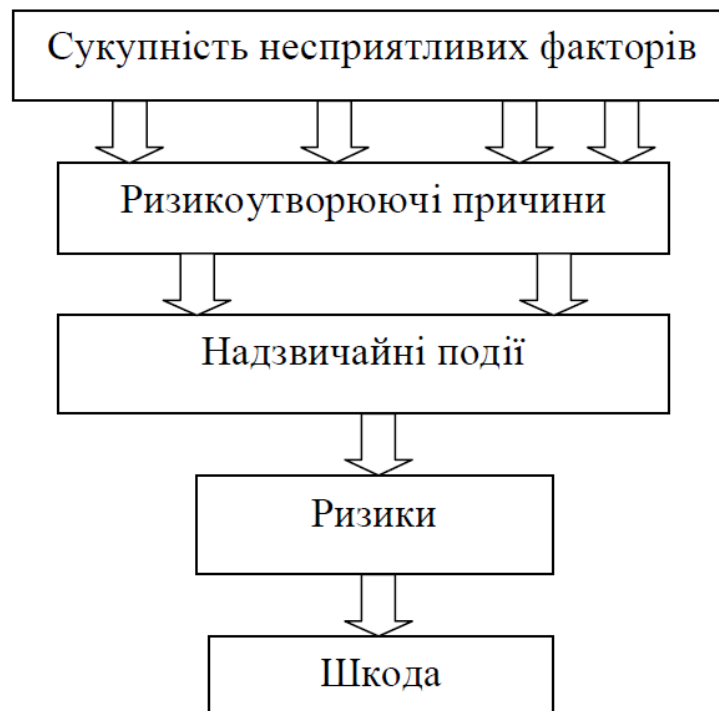 Сукупність несприятливих факторів
Ризикоутворюючі причини
Надзвичайні події
Ризики
Шкода